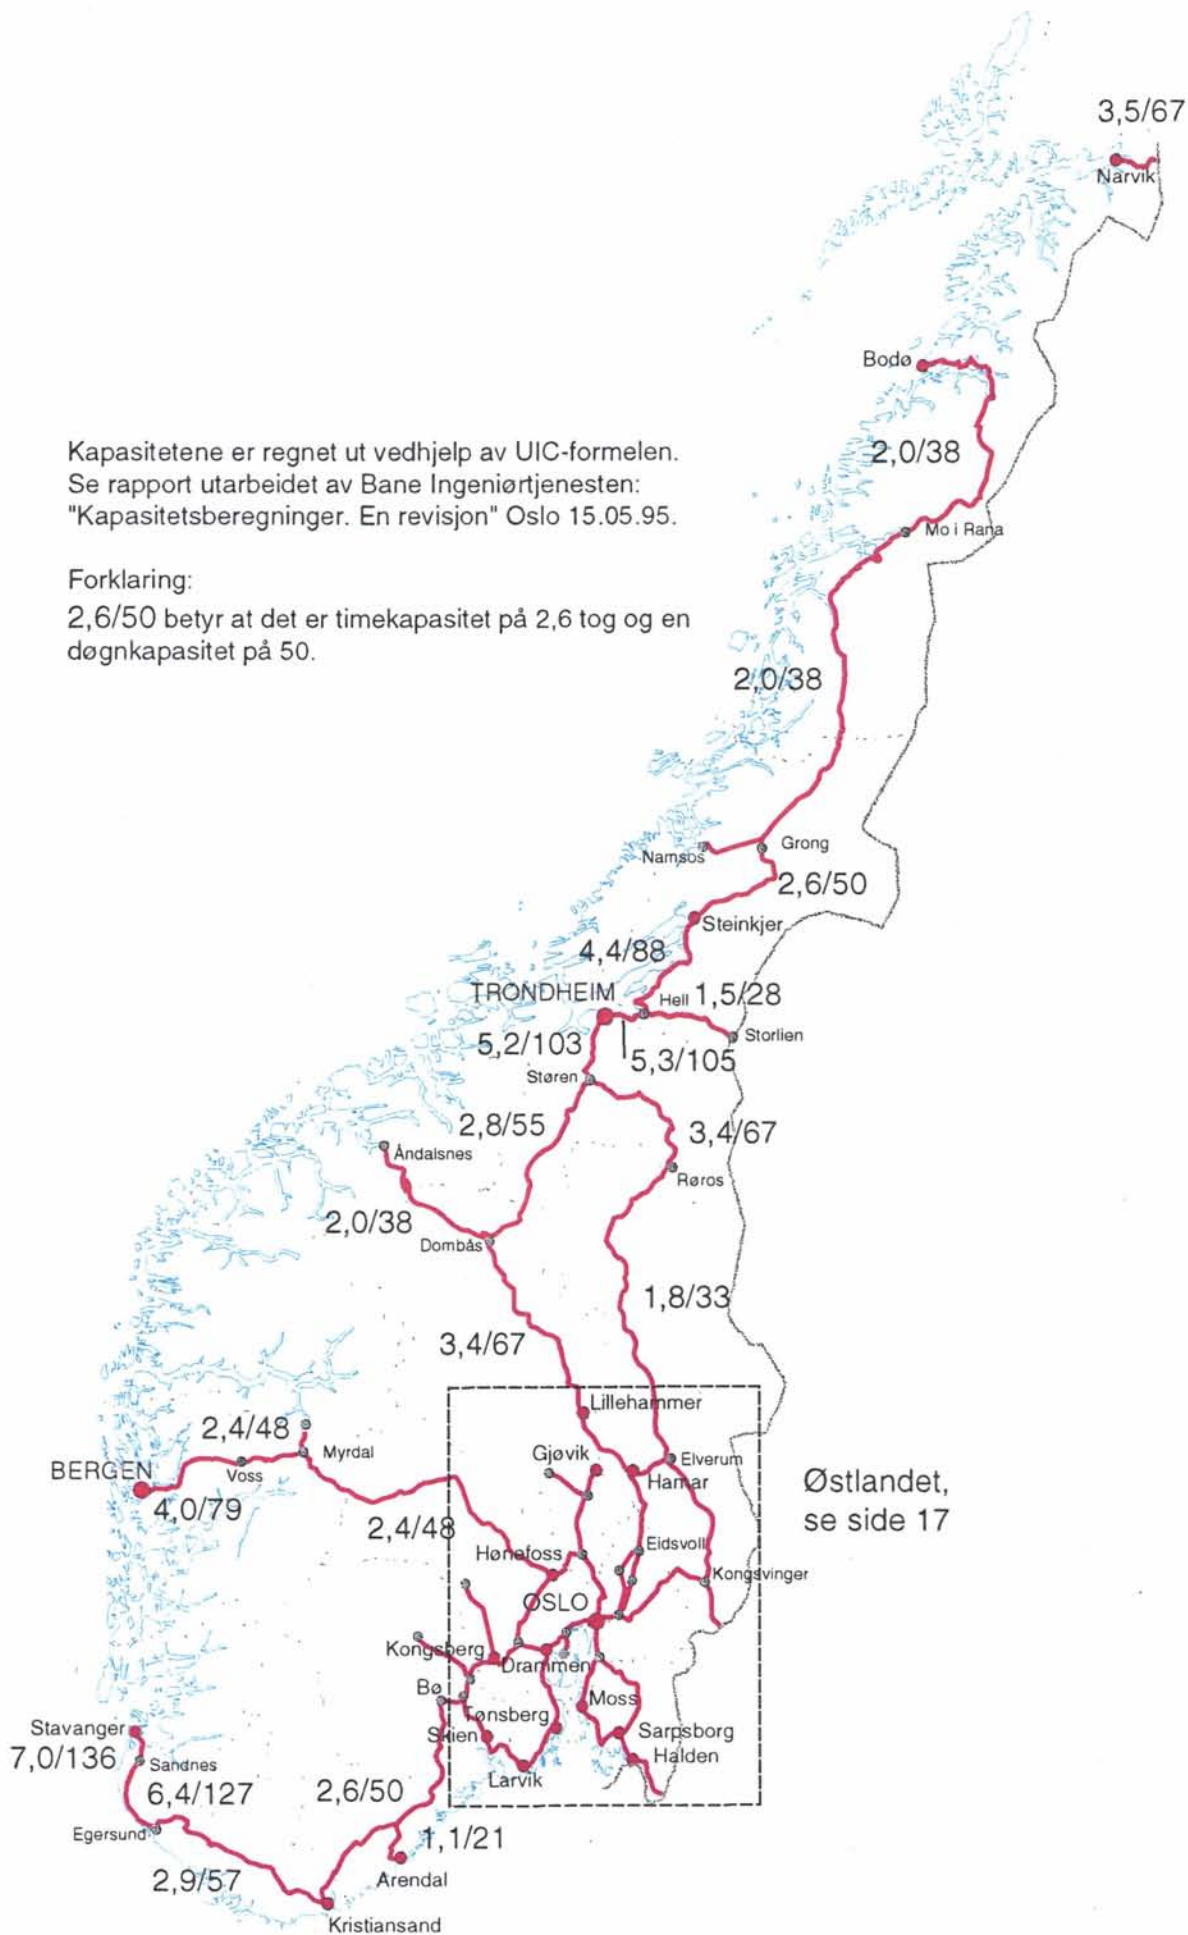 3,5/67
Narvik
Bodø
2,0/38
Kapasitetene er regnet ut vedhjelp av UIC-formelen.
Se rapport utarbeidet av Bane Ingeniørtjenesten:
"Kapasitetsberegninger. En revisjon" Oslo 15.05.95.
Mo i Rana
Forklaring:
2,6/50 betyr at det er timekapasitet på 2,6 tog og en
døgnkapasitet på 50.
2,0/38
Namsos
Grong
2,6/50
Steinkjer
4,4/88
TRONDHEIM
Hell
1,5/28
Storlien
5,2/103
5,3/105
Støren
2,8/55
3,4/67
Åndalsnes
Røros
2,0/38
Dombås
1,8/33
3,4/67
Lillehammer
2,4/48
Myrdal
Gjøvik
Elverum
BERGEN
Voss
Hamar
Østlandet,
se side 17
4,0/79
2,4/48
Hønefoss
Eidsvoll
Kongsvinger
OSLO
Kongsberg
Drammen
Bø
Moss
Tønsberg
Stavanger
Skien
Sarpsborg
7,0/136
Sandnes
Halden
Larvik
6,4/127
2,6/50
Egersund
1,1/21
2,9/57
Arendal
Kristiansand